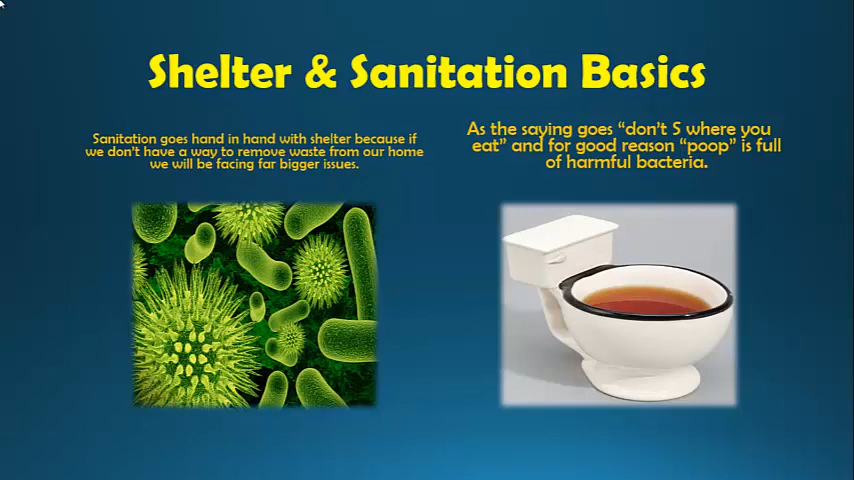 Shelter & Sanitation Basics
Sanitation goes hand in hand with shelter because if
we don't have a way to remove waste from our home
we will be facing far bigger issues.
As the saying goes "don't S where you
eat" and for good reason "poop" is full
of harmful bacteria.